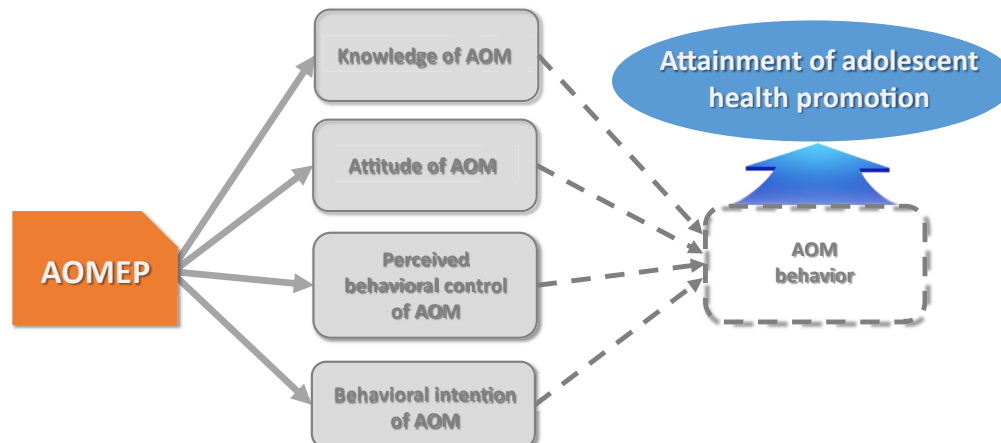 Knowledge of AOM
Attainment of adolescent
health promotion
Attitude of AOM
AOMEP
Perceived
behavioral control
of AOM
AOM
behavior
Behavioral intention
of AOM